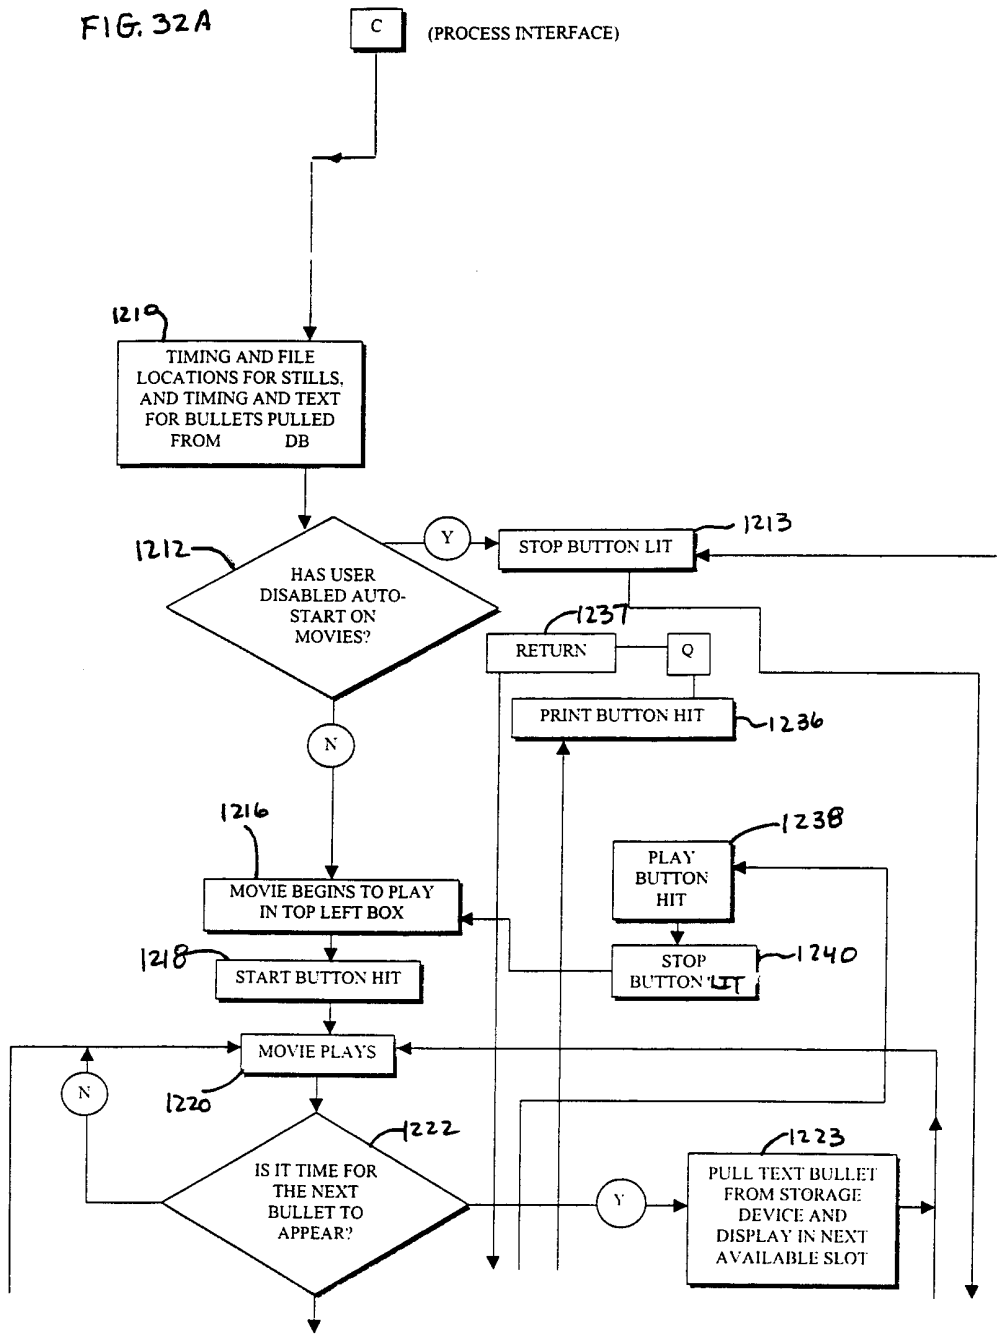 FIG. 32A
C
(PROCESS INTERFACE)
1210
TIMING AND FILE
LOCATIONS FOR STILLS,
AND TIMING AND TEXT
FOR BULLETS PULLED
FROM DB
1212
HAS USER
DISABLED AUTO-
START ON
MOVIES?
Y
STOP BUTTON LIT
1213
1237
RETURN
Q
PRINT BUTTON HIT
1236
N
1216
MOVIE BEGINS TO PLAY
IN TOP LEFT BOX
1238
PLAY
BUTTON
HIT
1218
START BUTTON HIT
STOP
BUTTON LIT
1240
MOVIE PLAYS
1220
N
1222
IS IT TIME FOR
THE NEXT
BULLET TO
APPEAR?
Y
1223
PULL TEXT BULLET
FROM STORAGE
DEVICE AND
DISPLAY IN NEXT
AVAILABLE SLOT